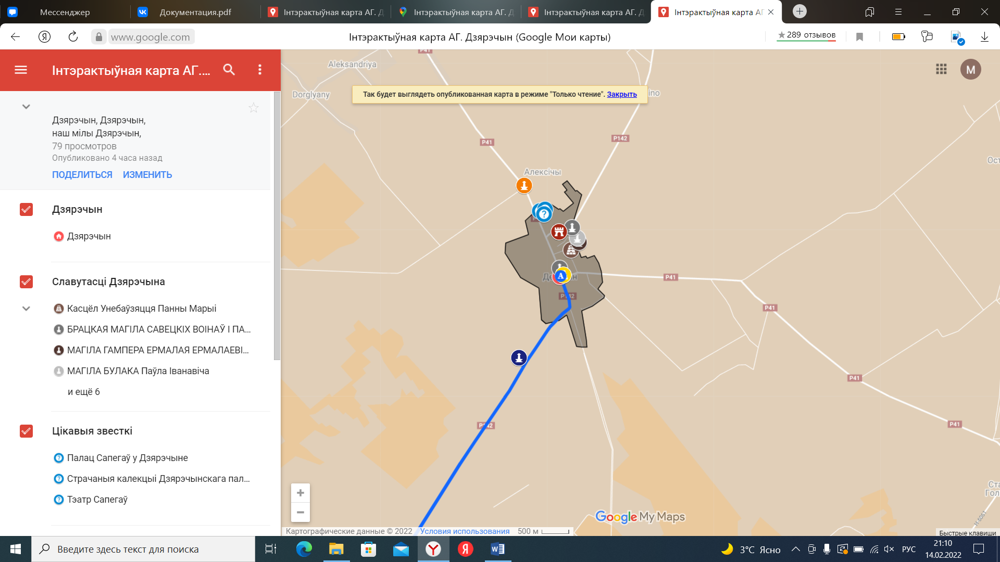 Мессенджер
Документация.pdf
Інтэрактыўная карта АГ. Д
Інтэрактыўная карта АГ. Д
Інтэрактыўная карта АГ. Д
Інтэрактыўная карта АГ
www.google.com
Інтэрактыўная карта АГ. Дзярэчын (Google Мои карты)
289 отзывов
Інтэрактыўная карта АГ....
Дзярэчын, Дзярэчын,
наш мілы Дзярэчын,
79 просмотров
Опубликовано 4 часа назад
ПОДЕЛИТЬСЯ ИЗМЕНИТЬ
Дзярэчын
Дзярэчын
Славутасці Дзярэчына
Касцёл Унебаўзяцця Панны Марыі
БРАЦКАЯ МАГІЛА САВЕЦКІХ ВОІНАЎ І ПА...
МАГІЛА ГАМПЕРА ЕРМАЛАЯ ЕРМАЛАЕВІ...
МАГІЛА БУЛАКА Паўла Іванавіча
и ещё 6
Цікавыя звесткі
Палац Сапегаў у Дзярэчыне
Страчаныя калекцыі Дзярэчынскага пал...
Тэатр Сапегаў
P41
Aleksandriya
Dorglyany
Так будет выглядеть опубликованная карта в режиме "Только чтение". Закрыть
ino
M
P41
P142
Ост
Алексічы
A
P41
P41
P41
P142
P41
Ста
Гол
H-6061
Google My Maps
Картографические данные © 2022 Условия использования 500 м
Быстрые клавиши
Введите здесь текст для поиска
3°C Ясно
РУС
21:10
14.02.2022